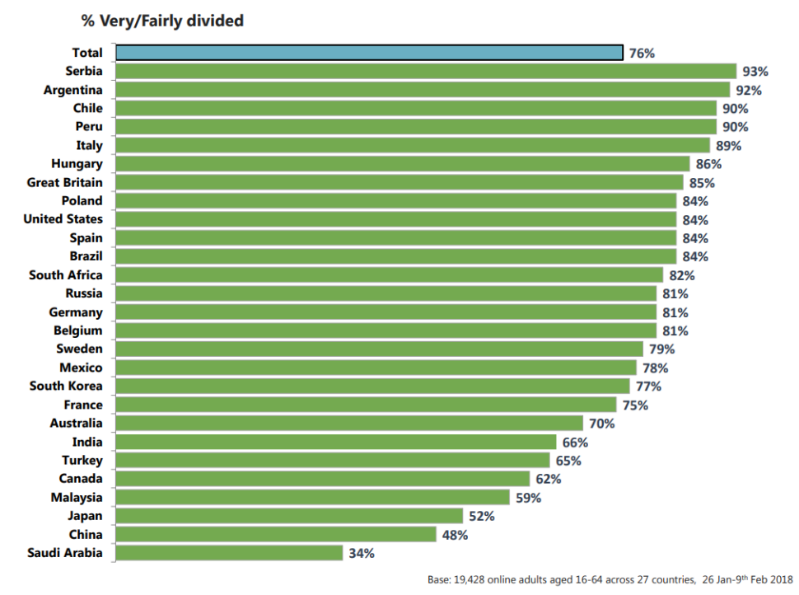 % Very/Fairly divided
Total 76%
Serbia 93%
Argentina 92%
Chile 90%
Peru 90%
Italy 89%
Hungary 86%
Great Britain 85%
Poland 84%
United States 84%
Spain 84%
Brazil 84%
South Africa 82%
Russia 81%
Germany 81%
Belgium 81%
Sweden 79%
Mexico 78%
South Korea 77%
France 75%
Australia 70%
India 66%
Turkey 65%
Canada 62%
Malaysia 59%
Japan 52%
China 48%
Saudi Arabia 34%
Base: 19,428 online adults aged 16-64 across 27 countries, 26 Jan-9th Feb 2018